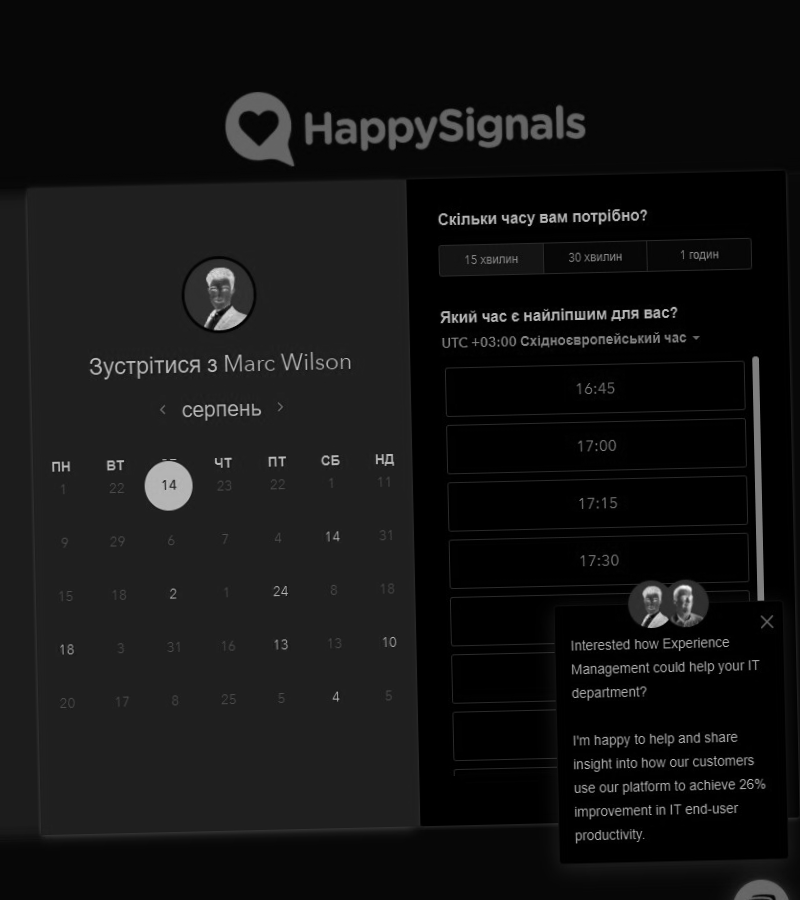 HappySignals
Зустрітися з Marc Wilson
серпень
ПН ВТ ЧТ ПТ СБ НД
1 22 14 23 22 1 11
9 29 6 7 4 14 31
15 18 2 1 24 8 18
18 3 31 16 13 13 10
20 17 8 25 5 4 5
Скільки часу вам потрібно?
15 хвилин 30 хвилин 1 годин
Який час є найліпшим для вас?
UTC +03:00 Східноєвропейський час
16:45
17:00
17:15
17:30
Interested how Experience
Management could help your IT
department?
I'm happy to help and share
insight into how our customers
use our platform to achieve 26%
improvement in IT end-user
productivity.